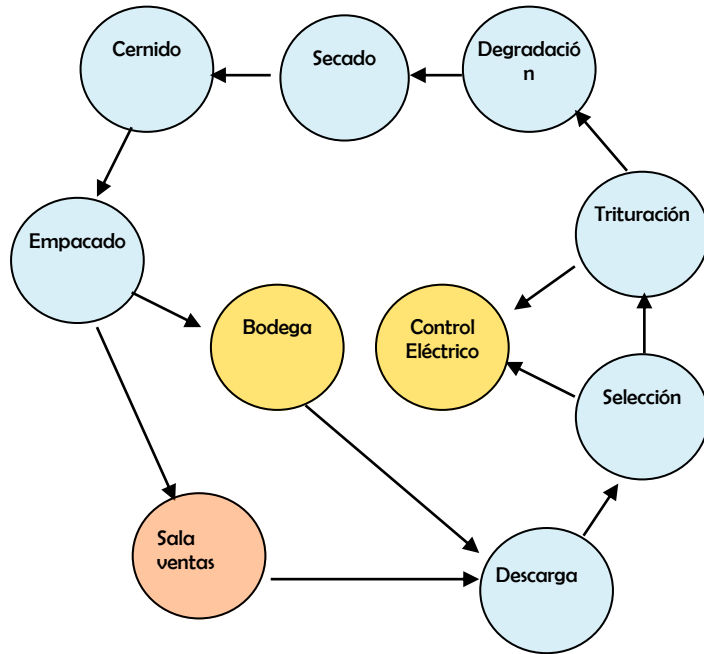 Cernido
Secado
Degradació
n
Trituración
Empacado
Bodega
Control
Eléctrico
Selección
Sala
ventas
Descarga